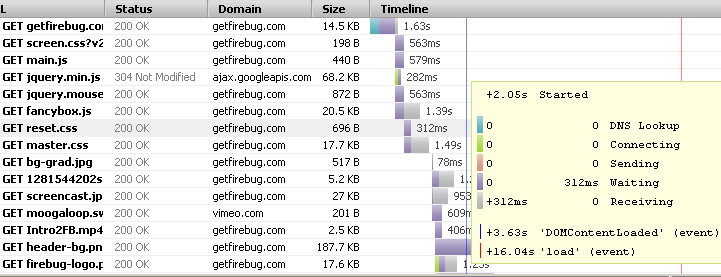 L Status Domain Size Timeline
GET getfirebug.com 200 OK getfirebug.com 14.5 KB 1.63s
GET screen.css?v2 200 OK getfirebug.com 198 B 563ms
GET main.js 200 OK getfirebug.com 440 B 579ms
GET jquery.min.js 304 Not Modified ajax.googleapis.com 68.2 KB 282ms
GET jquery.mouse 200 OK getfirebug.com 872 B 563ms
GET fancybox.js 200 OK getfirebug.com 20.5 KB 1.39s
GET reset.css 200 OK getfirebug.com 696 B 312ms
GET master.css 200 OK getfirebug.com 17.7 KB 1.49s
GET bg-grad.jpg 200 OK getfirebug.com 517 B 78ms
GET 1281544202s 200 OK getfirebug.com 5.2 KB 1.
GET screencast.jp 200 OK getfirebug.com 27 KB 953
GET moogaloop.sw 200 OK vimeo.com 201 B 609m
GET Intro2FB.mp4 200 OK getfirebug.com 2.5 KB 406m
GET header-bg.pn 200 OK getfirebug.com 187.7 KB
GET firebug-logo.p 200 OK getfirebug.com 17.6 KB 1.25s
+2.05s Started
0 0 DNS Lookup
0 0 Connecting
0 0 Sending
0 312ms Waiting
+312ms 0 Receiving
+3.63s 'DOMContentLoaded' (event)
+16.04s 'load' (event)